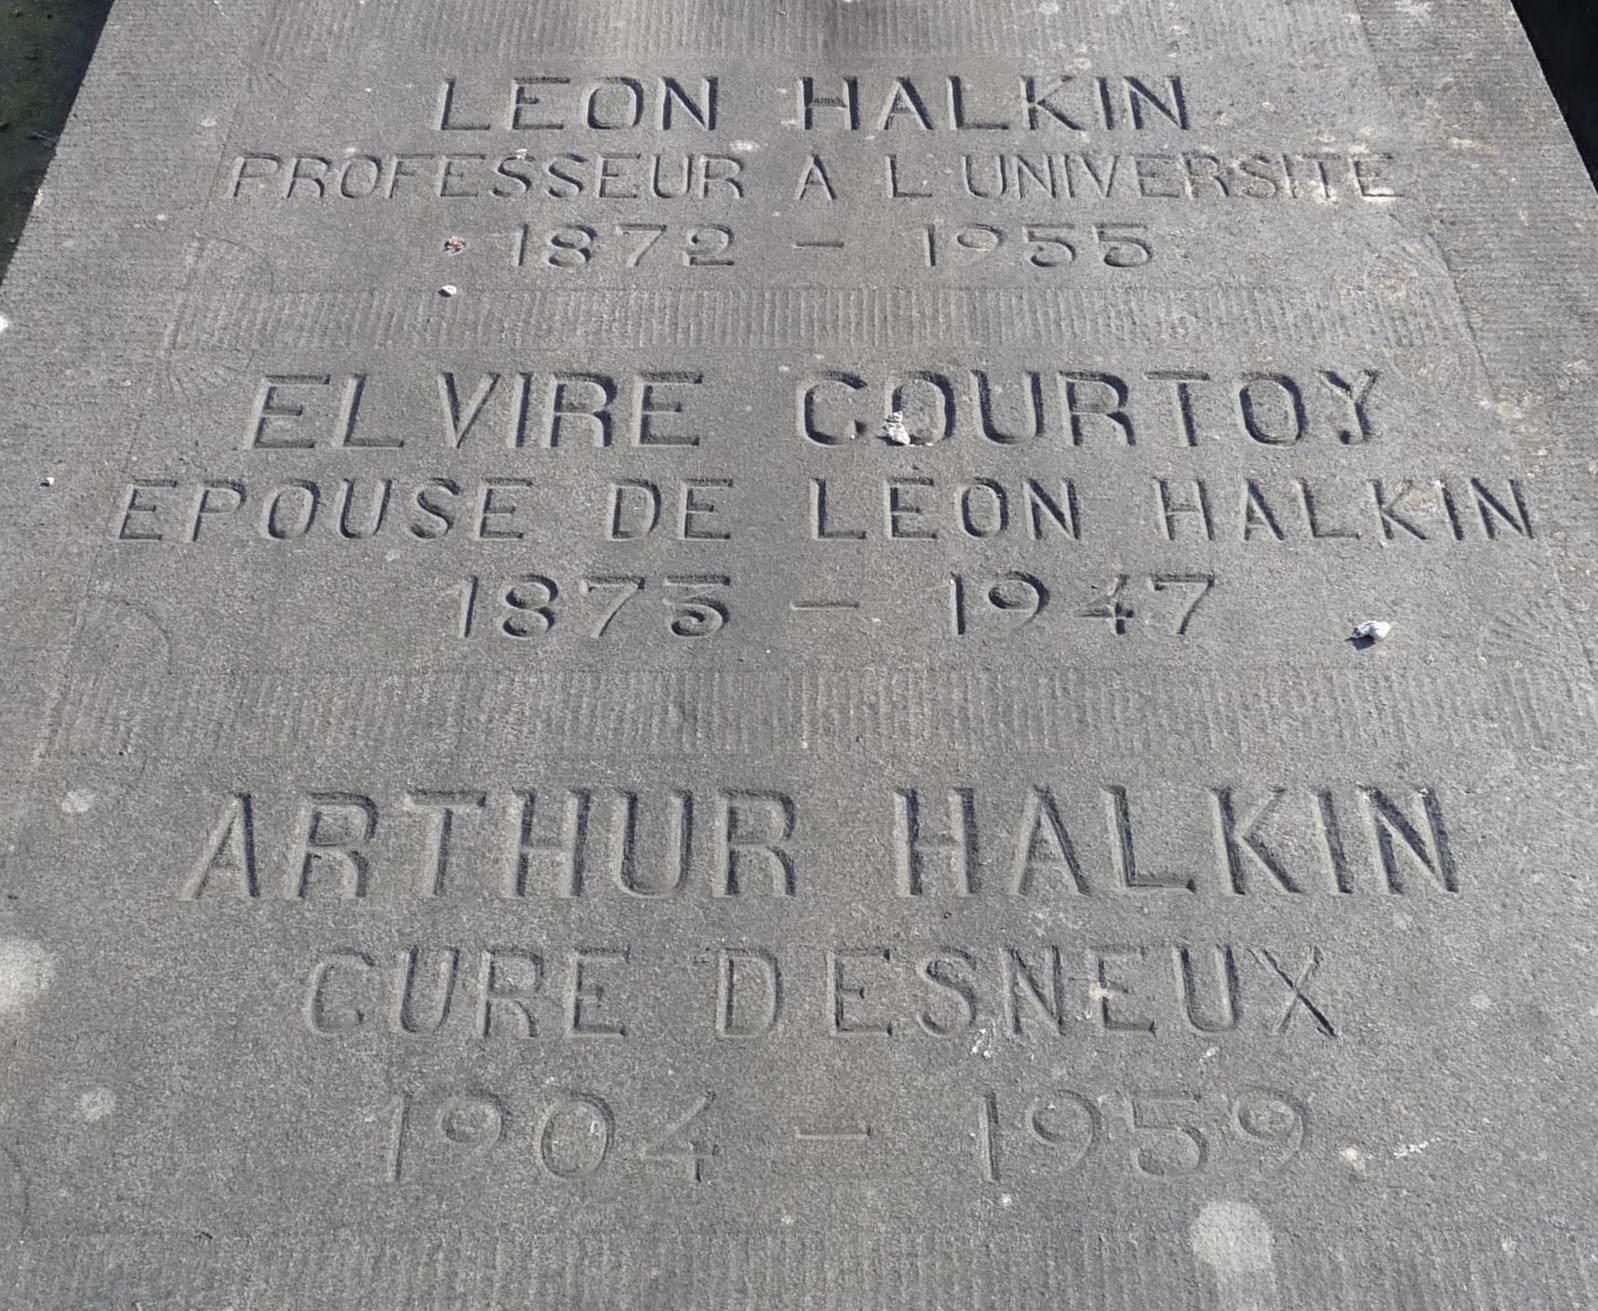 LEON HALKIN
PROFESSEUR A L UNIVERSITE
1872 - 1955
ELVIRE COURTOY
EPOUSE DE LEON HALKIN
1873 - 1947
ARTHUR HALKIN
CURE DESNEUX
1904 - 1959